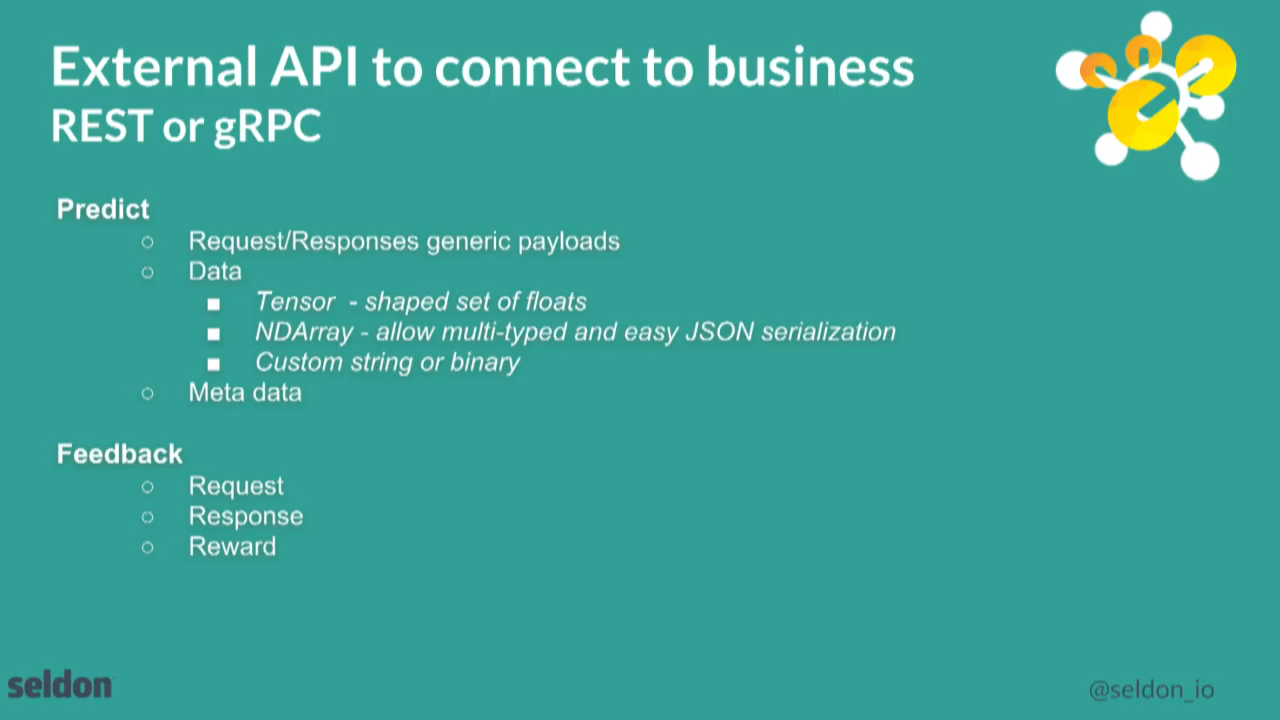 External API to connect to business
REST or gRPC
Predict
Request/Responses generic payloads
Data
Tensor - shaped set of floats
NDArray - allow multi-typed and easy JSON serialization
Custom string or binary
Meta data
Feedback
Request
Response
Reward
seldon
@seldon_io